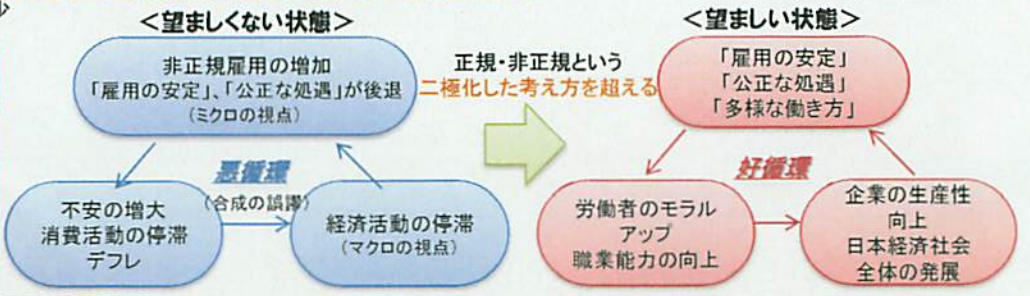 <望ましくない状態>
非正規雇用の増加
「雇用の安定」、「公正な処遇」が後退
(ミクロの視点)
悪循環
(合成の誤謬)
不安の増大
消費活動の停滞
デフレ
経済活動の停滞
(マクロの視点)
正規・非正規という
二極化した考え方を超える
<望ましい状態>
「雇用の安定」
「公正な処遇」
「多様な働き方」
好循環
労働者のモラル
アップ
職業能力の向上
企業の生産性
向上
日本経済社会
全体の発展